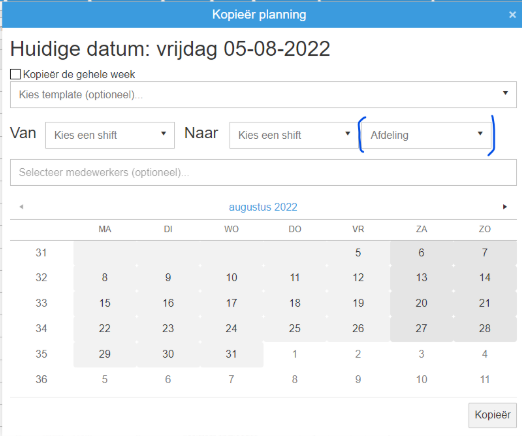 Kopieër planning ×
Huidige datum: vrijdag 05-08-2022
Kopieër de gehele week
Kies template (optioneel)...
Van Kies een shift Naar Kies een shift Afdeling
Selecteer medewerkers (optioneel)...
augustus 2022
MA DI WO DO VR ZA ZO
31 5 6 7
32 8 9 10 11 12 13 14
33 15 16 17 18 19 20 21
34 22 23 24 25 26 27 28
35 29 30 31 1 2 3 4
36 5 6 7 8 9 10 11
Kopieër